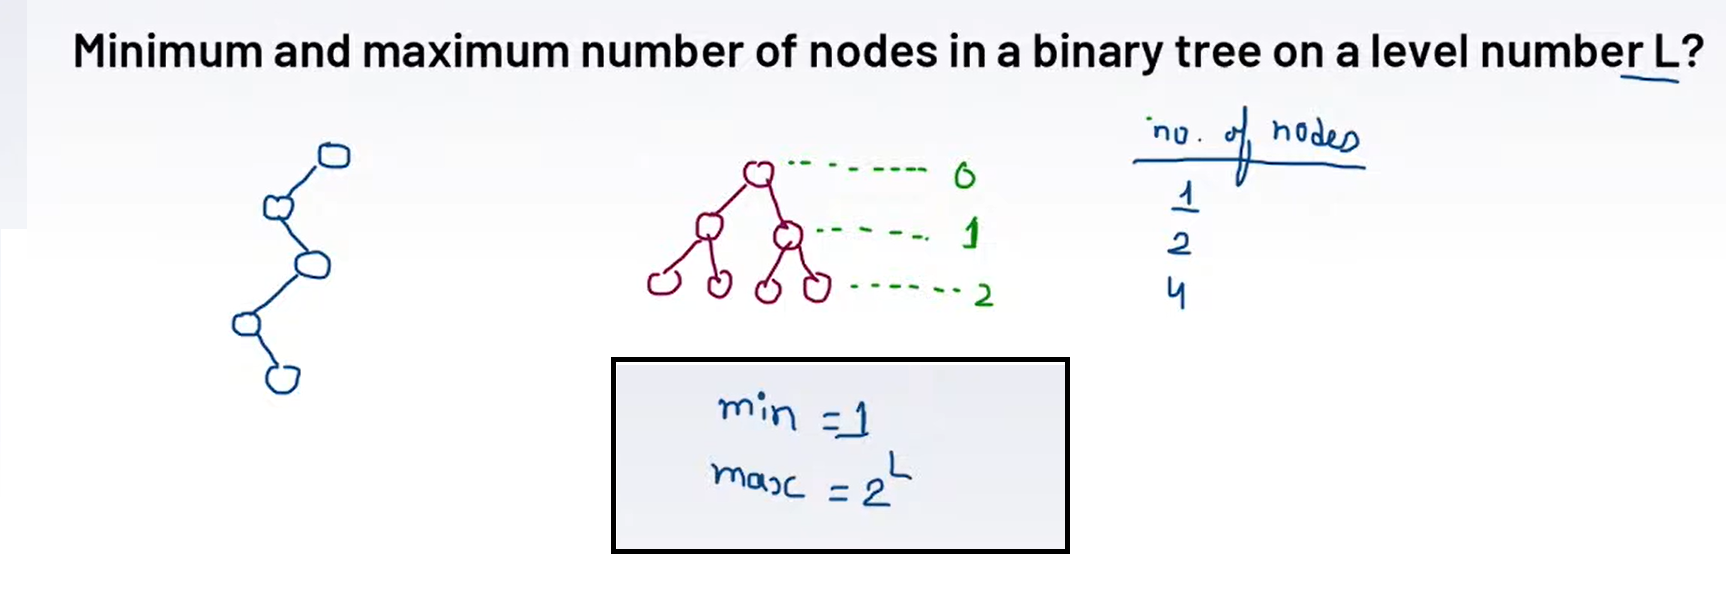 Minimum and maximum number of nodes in a binary tree on a level number L?
no. of nodes
0 1
1 2
2 4
min = 1
max = 2^L